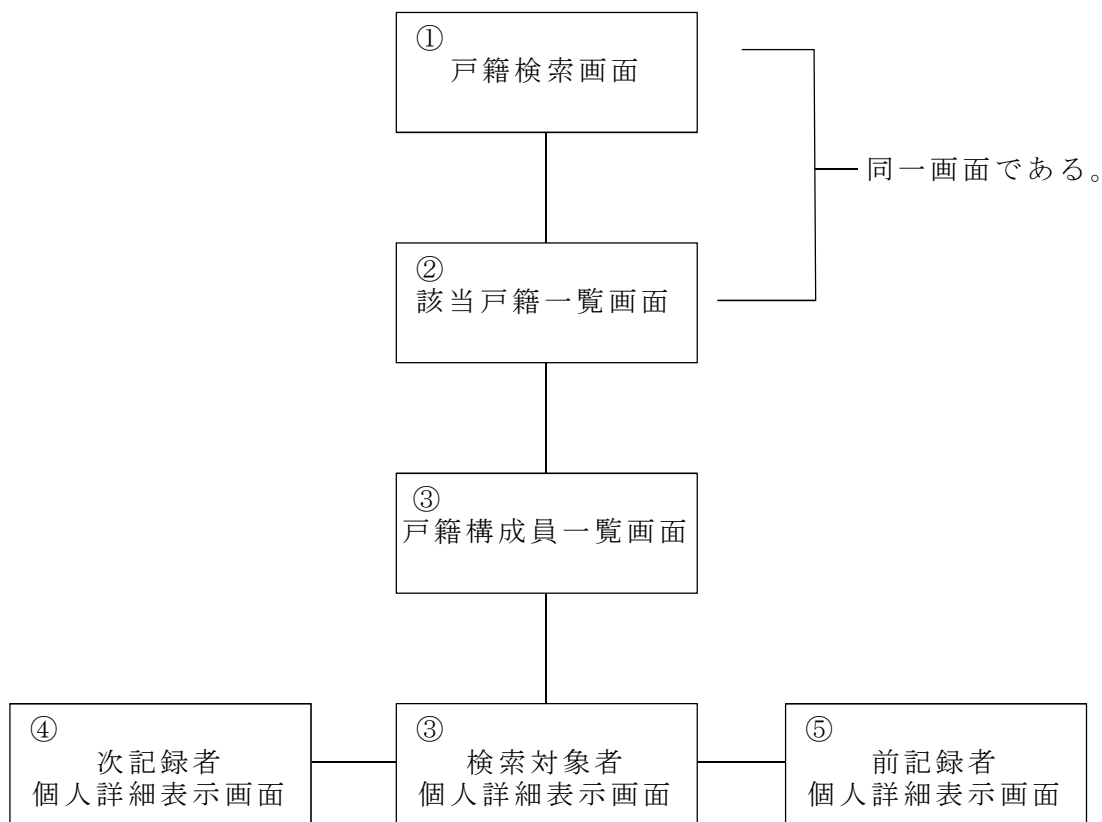 ①
戸籍検索画面
同一画面である。
②
該当戸籍一覧画面
③
戸籍構成員一覧画面
④
次記録者
個人詳細表示画面
③
検索対象者
個人詳細表示画面
⑤
前記録者
個人詳細表示画面